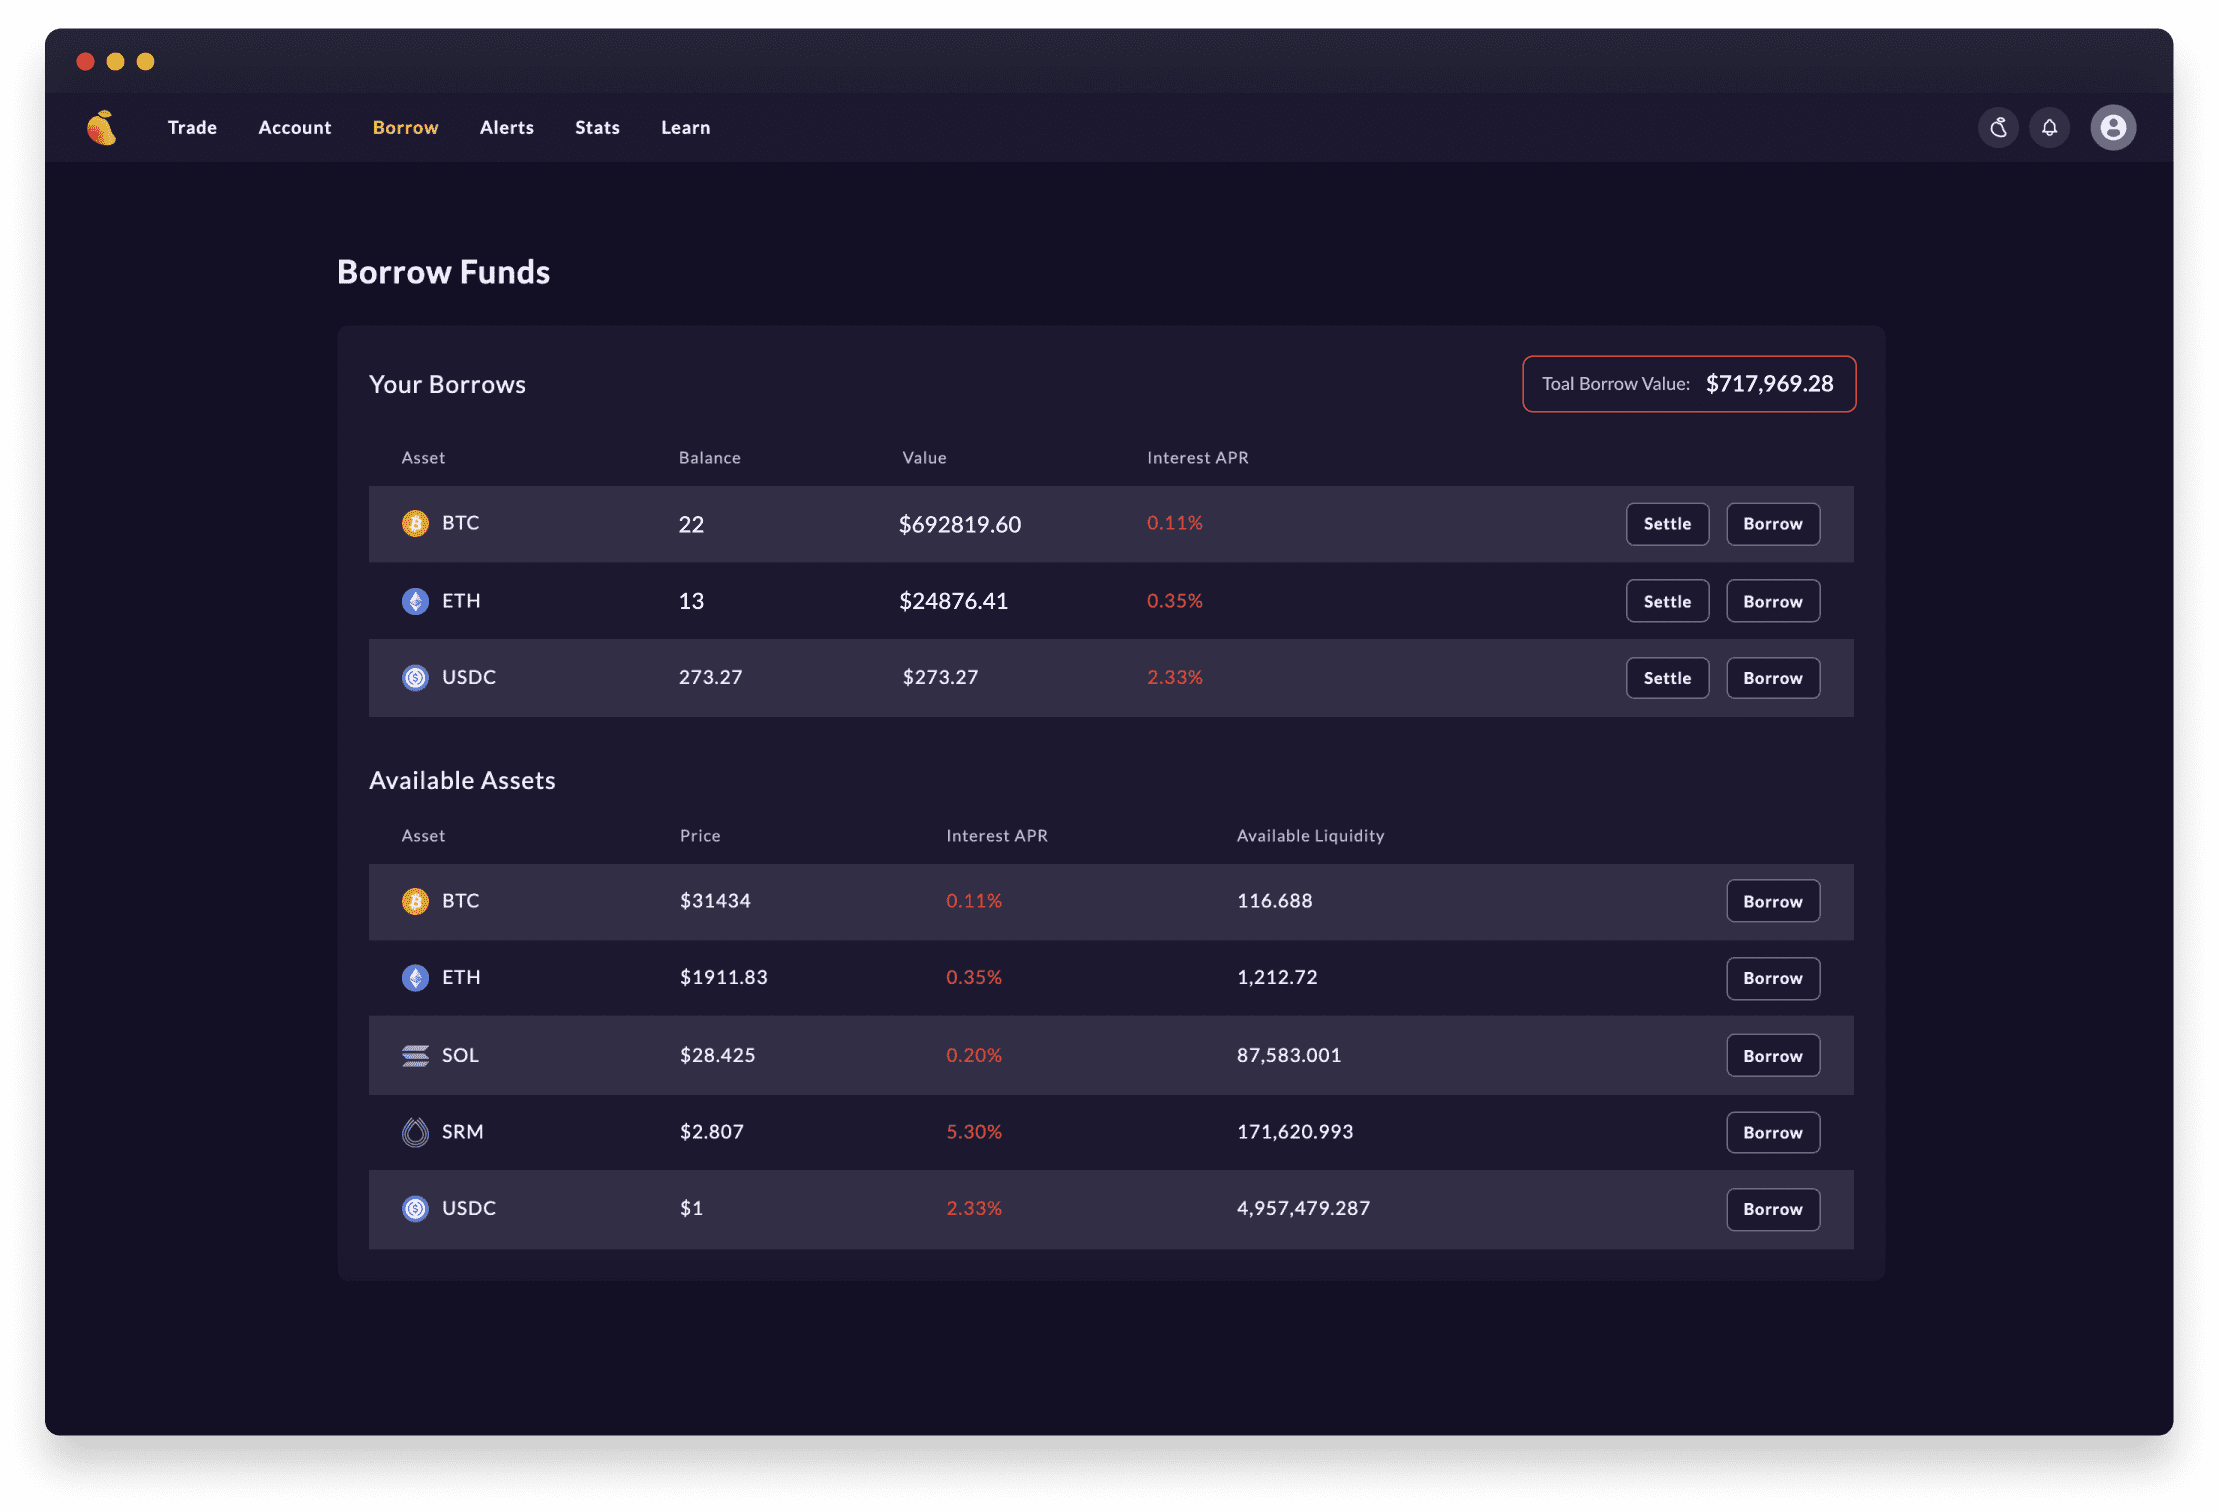 Trade Account Borrow Alerts Stats Learn
Borrow Funds
Your Borrows
Toal Borrow Value: $717,969.28
Asset Balance Value Interest APR
BTC 22 $692819.60 0.11% Settle Borrow
ETH 13 $24876.41 0.35% Settle Borrow
USDC 273.27 $273.27 2.33% Settle Borrow
Available Assets
Asset Price Interest APR Available Liquidity
BTC $31434 0.11% 116.688 Borrow
ETH $1911.83 0.35% 1,212.72 Borrow
SOL $28.425 0.20% 87,583.001 Borrow
SRM $2.807 5.30% 171,620.993 Borrow
USDC $1 2.33% 4,957,479.287 Borrow